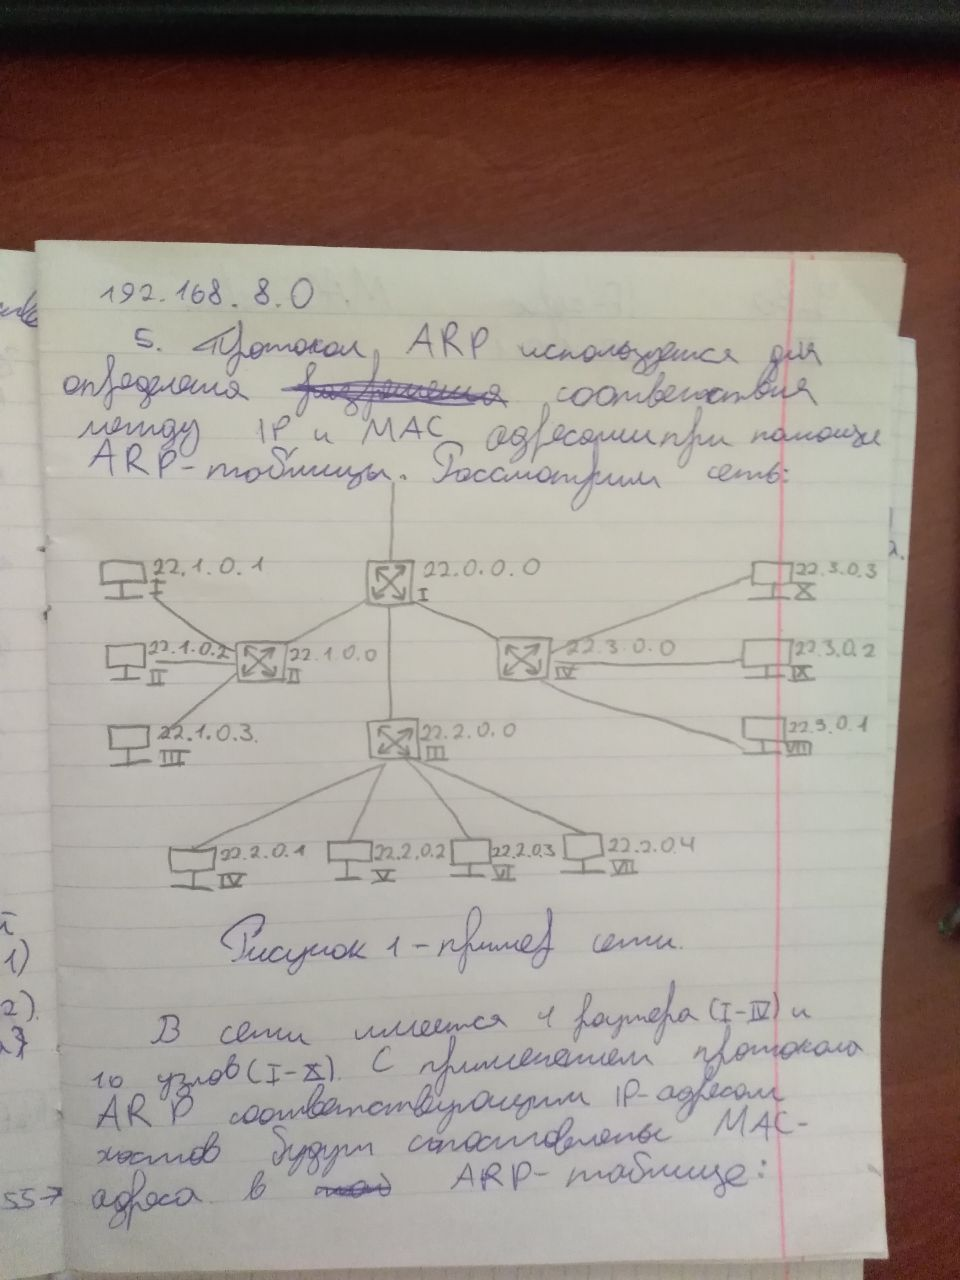 192.168.8.0
5. Протокол ARP используется для
определения соответствия
между IP и MAC адресами при помощи
ARP-таблицы. Рассмотрим сеть:
22.1.0.1
I
22.0.0.0
I
22.3.0.3
X
22.1.0.2
II
22.1.0.0
II
22.3.0.0
IV
22.3.0.2
IX
22.1.0.3.
III
22.2.0.0
III
22.3.0.1
VIII
22.2.0.1
IV
22.2.0.2
V
22.2.0.3
VI
22.2.0.4
VII
Рисунок 1 - пример сети.
В сети имеется 4 роутера (I-IV) и
10 узлов (I-X). С применением протокола
ARP соответствующим IP-адресам
хостов будут сопоставлены MAC-
адреса в ARP-таблице:
1)
2).
55→